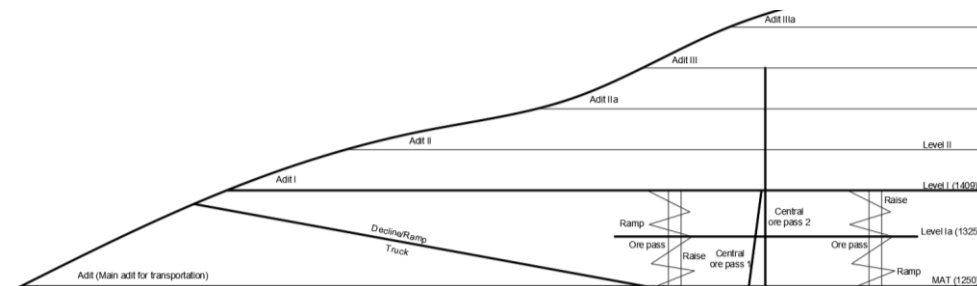 Adit IIIa
Adit III
Adit IIa
Adit II
Level II
Adit I
Level I (1409)
Raise
Central
ore pass 2
Ramp
Decline/Ramp
Level Ia (1325)
Truck
Ore pass
Ore pass
Raise
Central
ore pass 1
Ramp
Adit (Main adit for transportation)
MAT (1250)